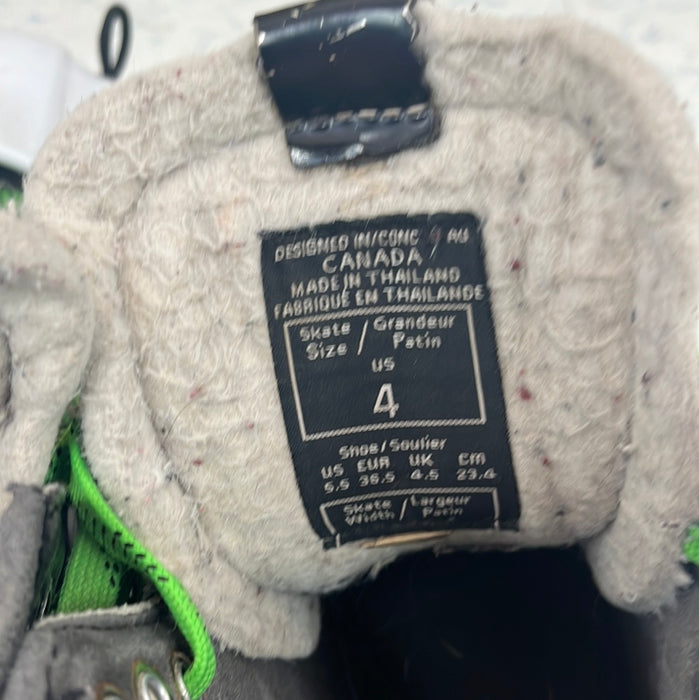 DESIGNED IN/CONÇ AU
CANADA
MADE IN THAILAND
FABRIQUÉ EN THAILANDE
Skate / Grandeur
Size / Patin
US
4
Shoe/Soulier
US EUR UK cm
5.5 36.5 4.5 23.4
Skate / Largeur
Width / Patin